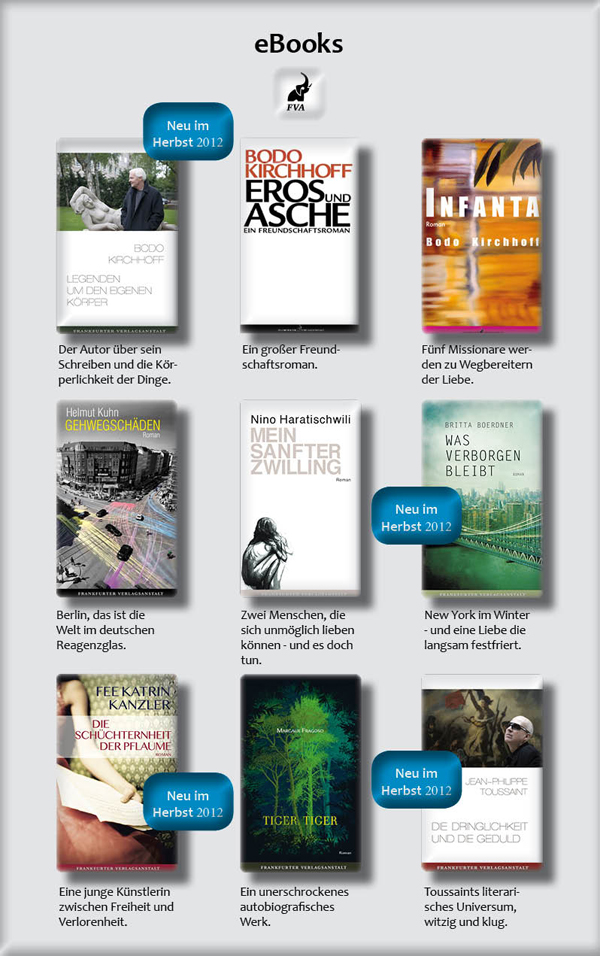 eBooks
FVA
Neu im
Herbst 2012
BODO
KIRCHHOFF
LEGENDEN
UM DEN EIGENEN
KÖRPER
FRANKFURTER VERLAGSANSTALT
Der Autor über sein
Schreiben und die Kör-
perlichkeit der Dinge.
BODO
KIRCHHOFF
EROS UND
ASCHE
EIN FREUNDSCHAFTSROMAN
Ein großer Freund-
schaftsroman.
INFANTA
Roman
Bodo Kirchhoff
Fünf Missionare wer-
den zu Wegbereitern
der Liebe.
Helmut Kuhn
GEHWEGSCHÄDEN
Roman
FRANKFURTER VERLAGSANSTALT
Berlin, das ist die
Welt im deutschen
Reagenzglas.
Nino Haratischwili
MEIN
SANFTER
ZWILLING
Roman
Zwei Menschen, die
sich unmöglich lieben
können - und es doch
tun.
BRITTA BOERDNER
WAS
VERBORGEN
BLEIBT
ROMAN
Neu im
Herbst 2012
FRANKFURTER VERLAGSANSTALT
New York im Winter
- und eine Liebe die
langsam festfriert.
FEE KATRIN
KANZLER
DIE
SCHÜCHTERNHEIT
DER PFLAUME
ROMAN
Neu im
Herbst 2012
FRANKFURTER VERLAGSANSTALT
Eine junge Künstlerin
zwischen Freiheit und
Verlorenheit.
MARGAUX FRAGOSO
TIGER TIGER
Roman
FRANKFURTER VERLAGSANSTALT
Ein unerschrockenes
autobiografisches
Werk.
Neu im
Herbst 2012
JEAN-PHILIPPE
TOUSSAINT
DIE DRINGLICHKEIT
UND DIE GEDULD
FRANKFURTER VERLAGSANSTALT
Toussaints literari-
sches Universum,
witzig und klug.